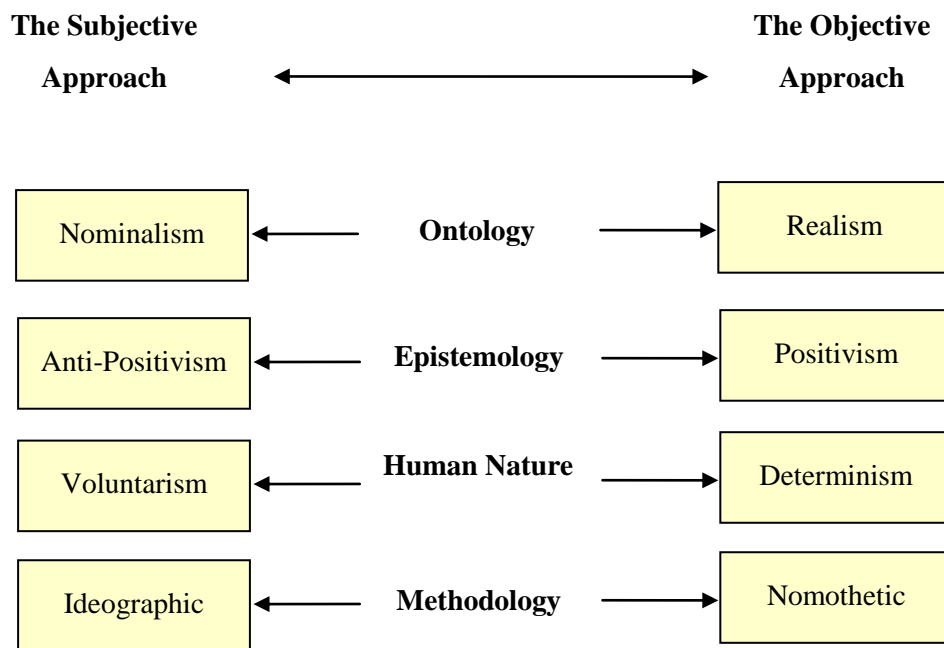 The Subjective
Approach
The Objective
Approach
Nominalism
Ontology
Realism
Anti-Positivism
Epistemology
Positivism
Voluntarism
Human Nature
Determinism
Ideographic
Methodology
Nomothetic